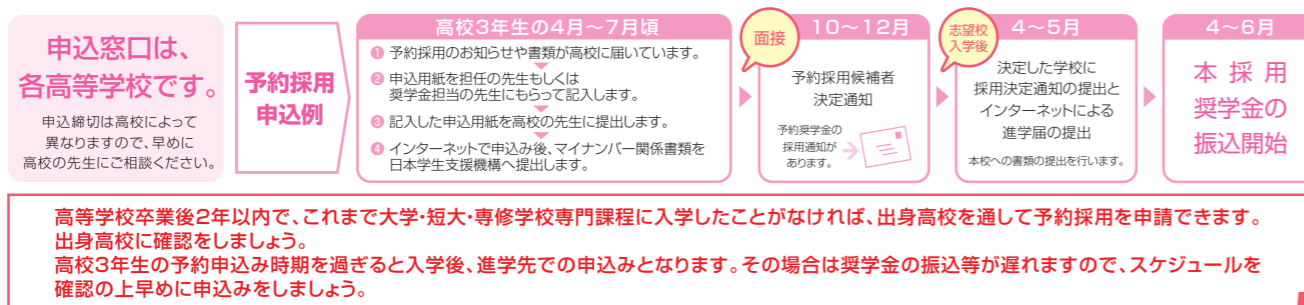 申込窓口は、
各高等学校です。
申込締切は高校によって
異なりますので、早めに
高校の先生にご相談ください。
予約採用
申込例
高校3年生の4月～7月頃
❶ 予約採用のお知らせや書類が高校に届いています。
❷ 申込用紙を担任の先生もしくは
奨学金担当の先生にもらって記入します。
❸ 記入した申込用紙を高校の先生に提出します。
❹ インターネットで申込み後、マイナンバー関係書類を
日本学生支援機構へ提出します。
面接
10～12月
予約採用候補者
決定通知
予約奨学金の
採用通知が
あります。
志望校
入学後
4～5月
決定した学校に
採用決定通知の提出と
インターネットによる
進学届の提出
本校への書類の提出を行います。
4～6月
本採用
奨学金の
振込開始
高等学校卒業後2年以内で、これまで大学・短大・専修学校専門課程に入学したことがなければ、出身高校を通して予約採用を申請できます。
出身高校に確認をしましょう。
高校3年生の予約申込み時期を過ぎると入学後、進学先での申込みとなります。その場合は奨学金の振込等が遅れますので、スケジュールを
確認の上早めに申込みをしましょう。